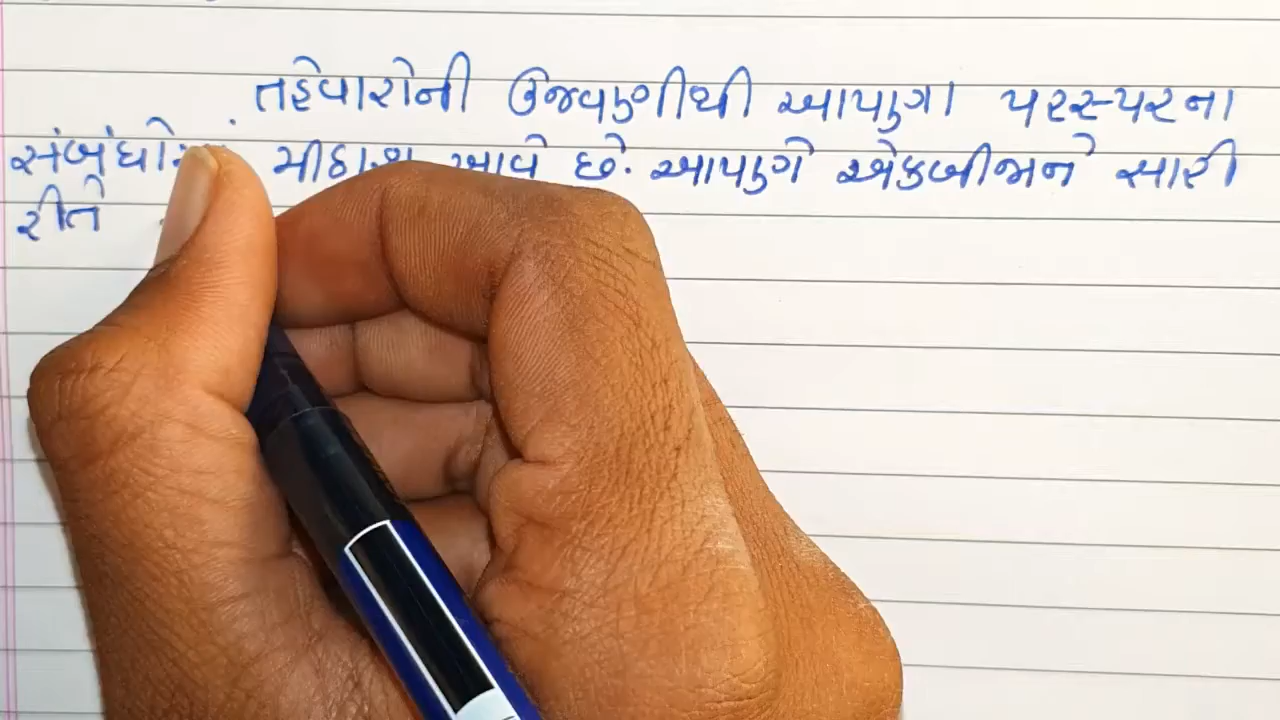 તહેવારોની ઉજવણીથી આપણા પરસ્પરના
મીઠાશ આવે છે. આપણે એકબીજાને સારી
રીતે